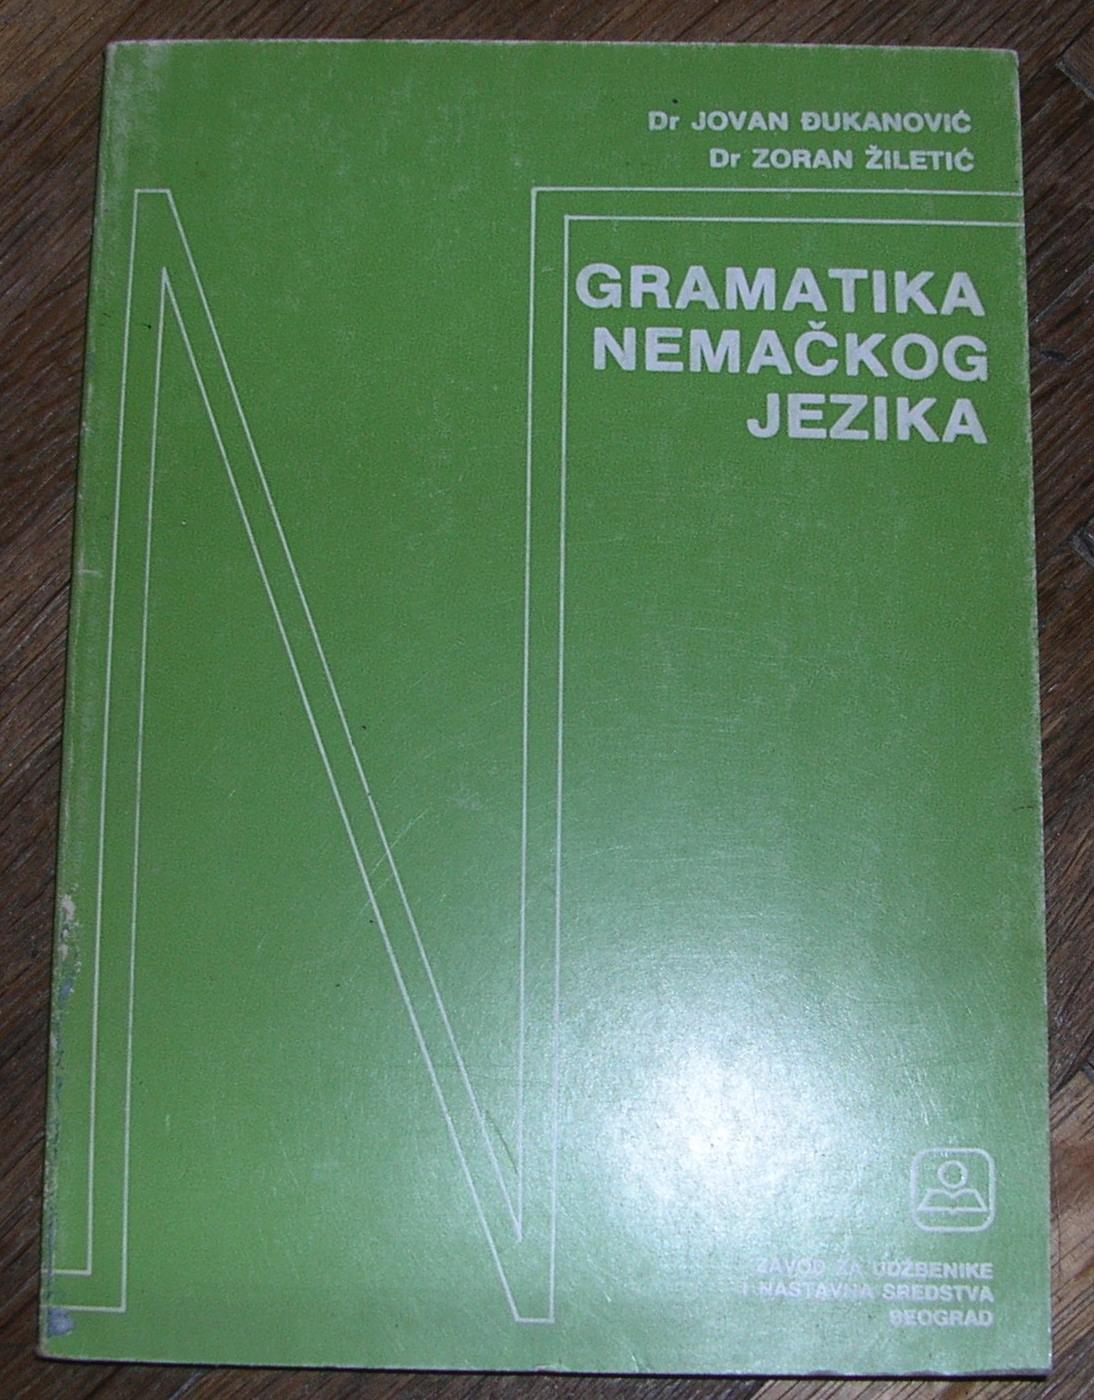 Dr JOVAN ĐUKANOVIĆ
Dr ZORAN ŽILETIĆ
GRAMATIKA
NEMAČKOG
JEZIKA
ZAVOD ZA UDŽBENIKE
I NASTAVNA SREDSTVA
BEOGRAD